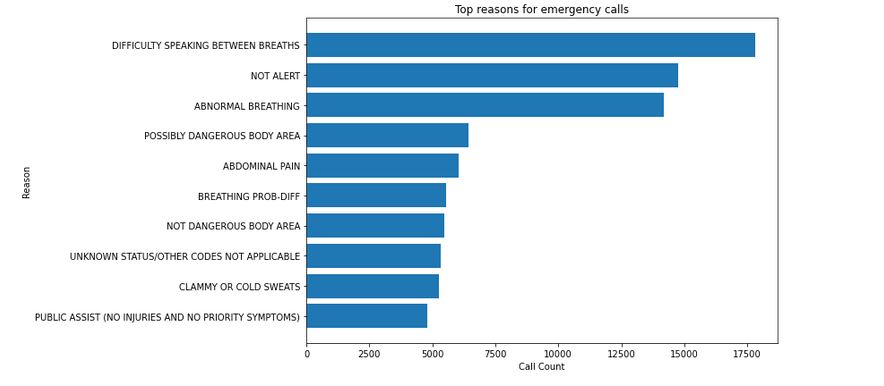 Top reasons for emergency calls
DIFFICULTY SPEAKING BETWEEN BREATHS
NOT ALERT
ABNORMAL BREATHING
POSSIBLY DANGEROUS BODY AREA
ABDOMINAL PAIN
BREATHING PROB-DIFF
NOT DANGEROUS BODY AREA
UNKNOWN STATUS/OTHER CODES NOT APPLICABLE
CLAMMY OR COLD SWEATS
PUBLIC ASSIST (NO INJURIES AND NO PRIORITY SYMPTOMS)
Reason
0 2500 5000 7500 10000 12500 15000 17500
Call Count